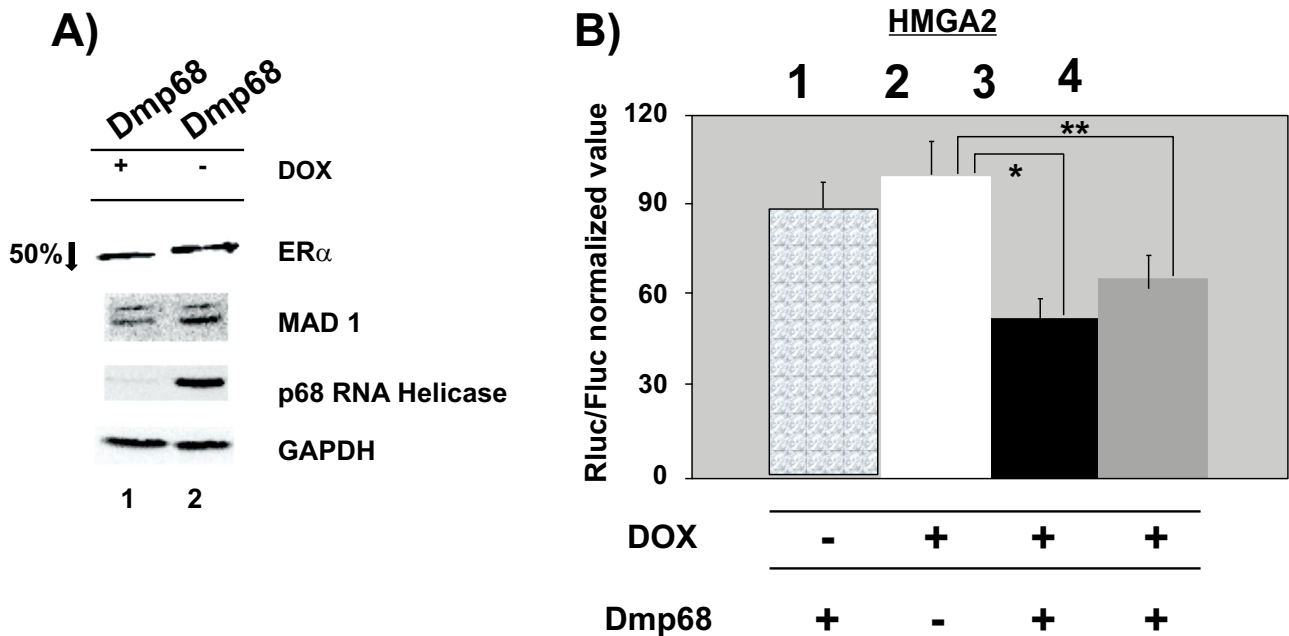 A)
Dmp68 Dmp68
+ - DOX
50% ERα
MAD 1
p68 RNA Helicase
GAPDH
1 2
B)
HMGA2
1 2 3 4
Rluc/Fluc normalized value
120
90
60
30
0
**
*
DOX - + + +
Dmp68 + - + +